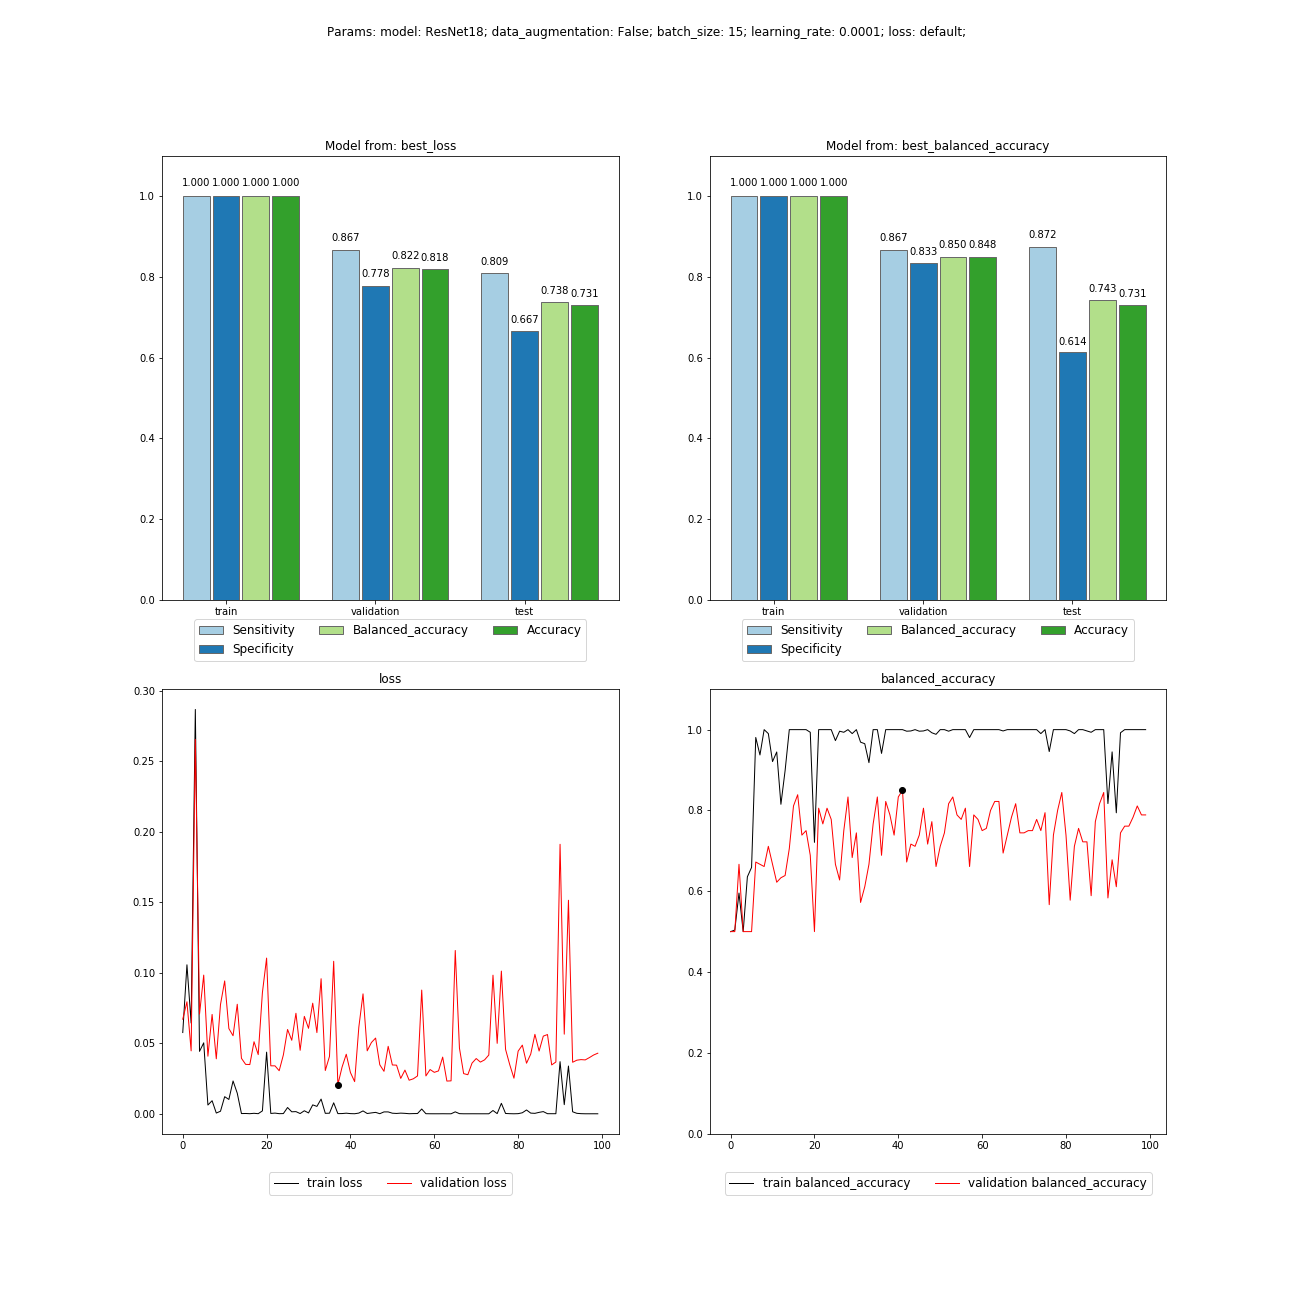 Params: model: ResNet18; data_augmentation: False; batch_size: 15; learning_rate: 0.0001; loss: default;
Model from: best_loss
1.000 1.000 1.000 1.000
0.867
0.778
0.822
0.818
0.809
0.667
0.738
0.731
1.0
0.8
0.6
0.4
0.2
0.0
train validation test
Sensitivity Balanced_accuracy Accuracy
Specificity
Model from: best_balanced_accuracy
1.000 1.000 1.000 1.000
0.867
0.833
0.850
0.848
0.872
0.614
0.743
0.731
1.0
0.8
0.6
0.4
0.2
0.0
train validation test
Sensitivity Balanced_accuracy Accuracy
Specificity
loss
0.30
0.25
0.20
0.15
0.10
0.05
0.00
0 20 40 60 80 100
train loss validation loss
balanced_accuracy
1.0
0.8
0.6
0.4
0.2
0.0
0 20 40 60 80 100
train balanced_accuracy validation balanced_accuracy